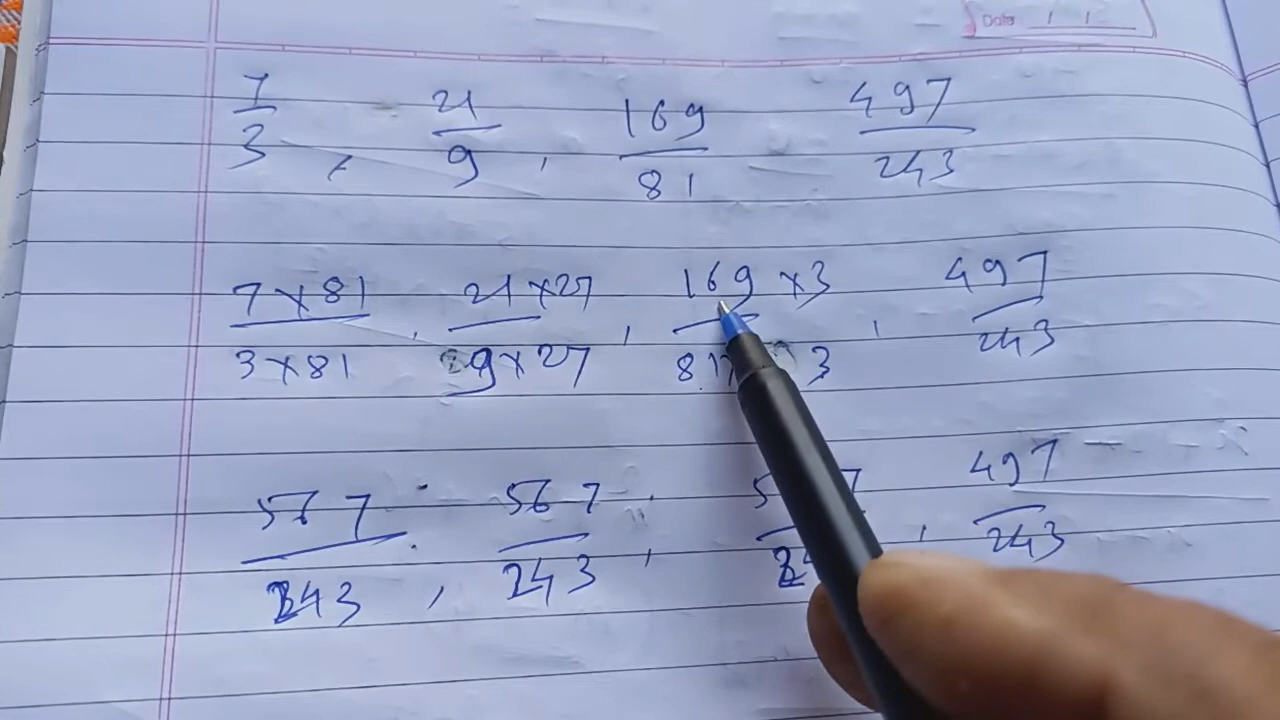 Date
7/3, 21/9, 169/81 497/243
7×81/3×81, 21×27/9×27, 169×3/81× 3, 497/243
567/243, 567/243, 497/243